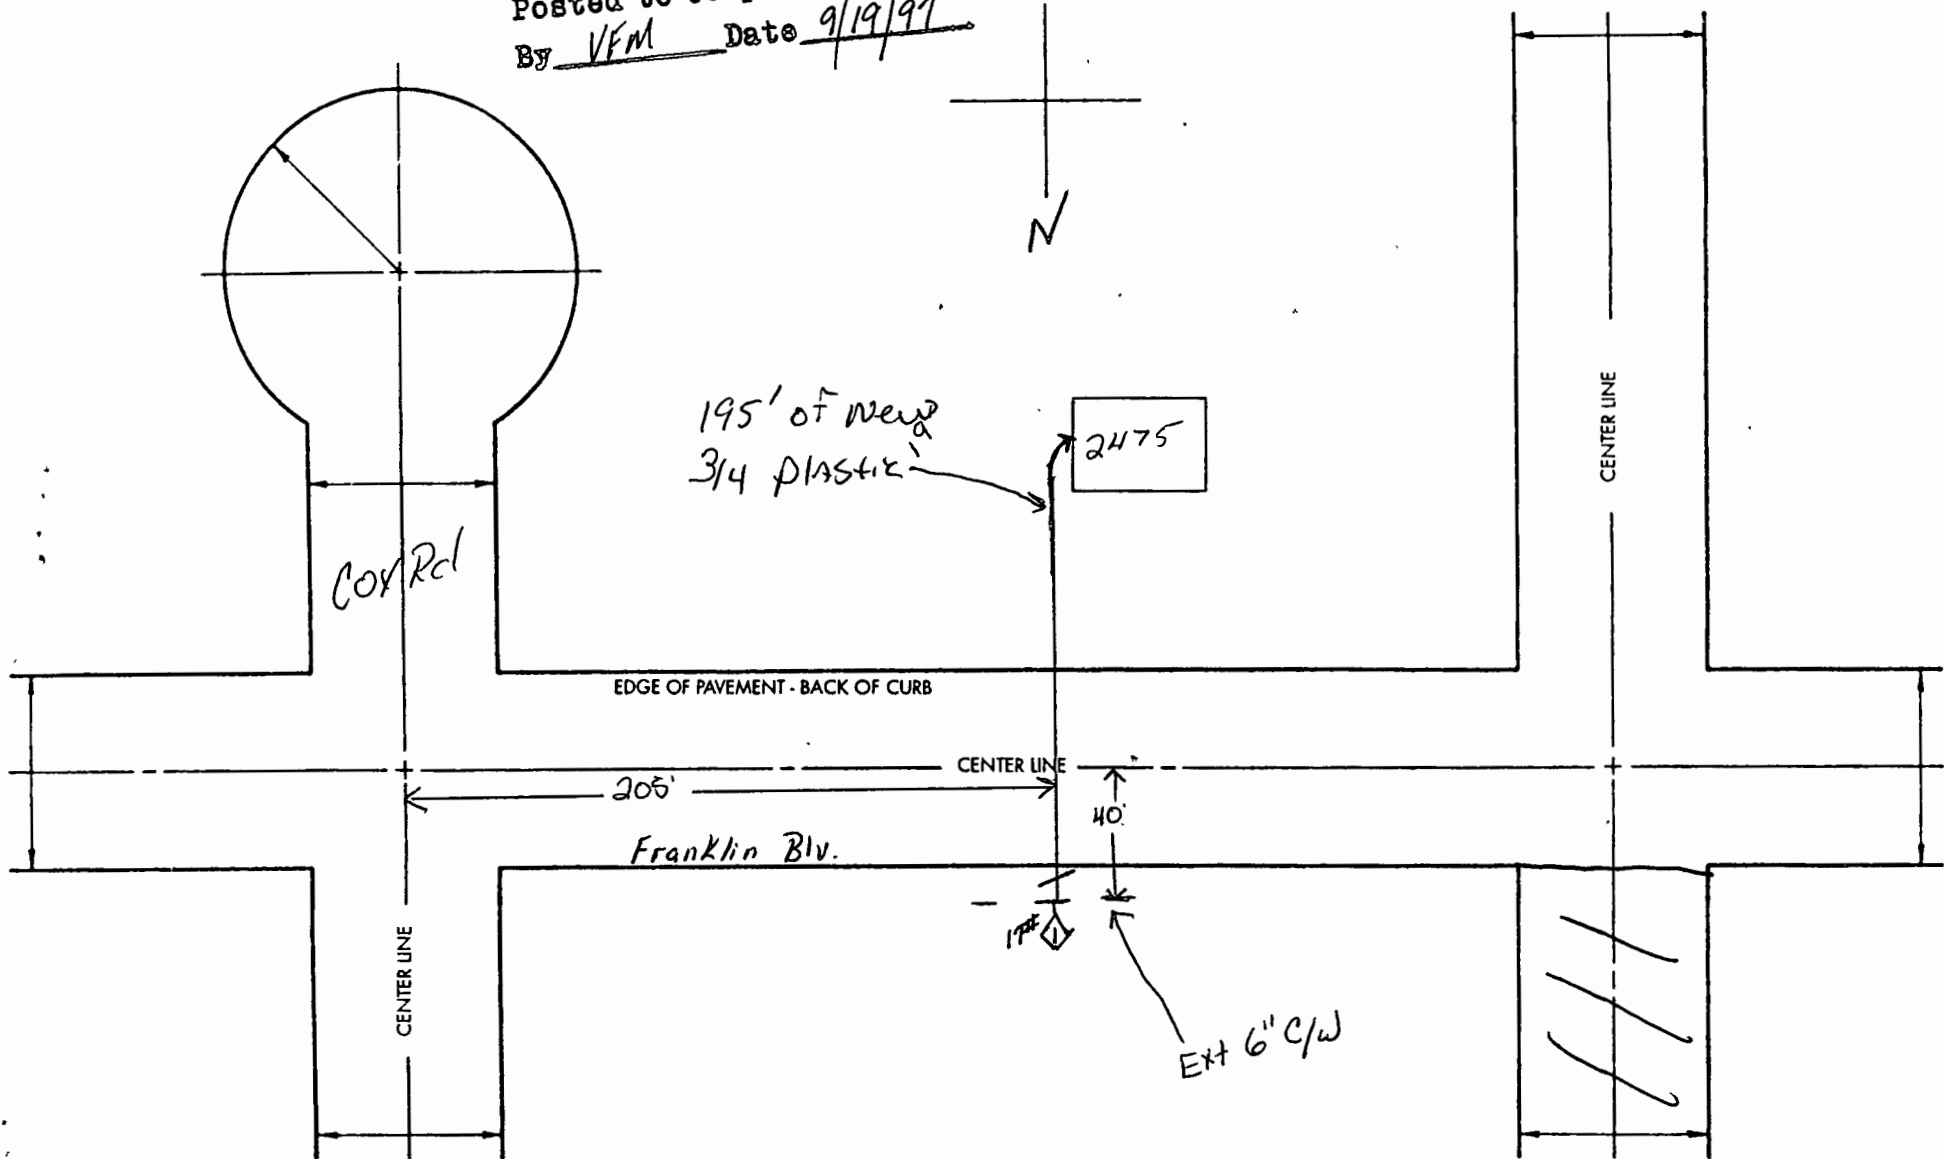 Posted to
By VFM Date 9/19/97
N
195' of New
3/4 plastic
2475
CENTER LINE
Cox Rd
EDGE OF PAVEMENT - BACK OF CURB
CENTER LINE
205'
40'
Franklin Blv.
1
CENTER LINE
Ext 6" C/W